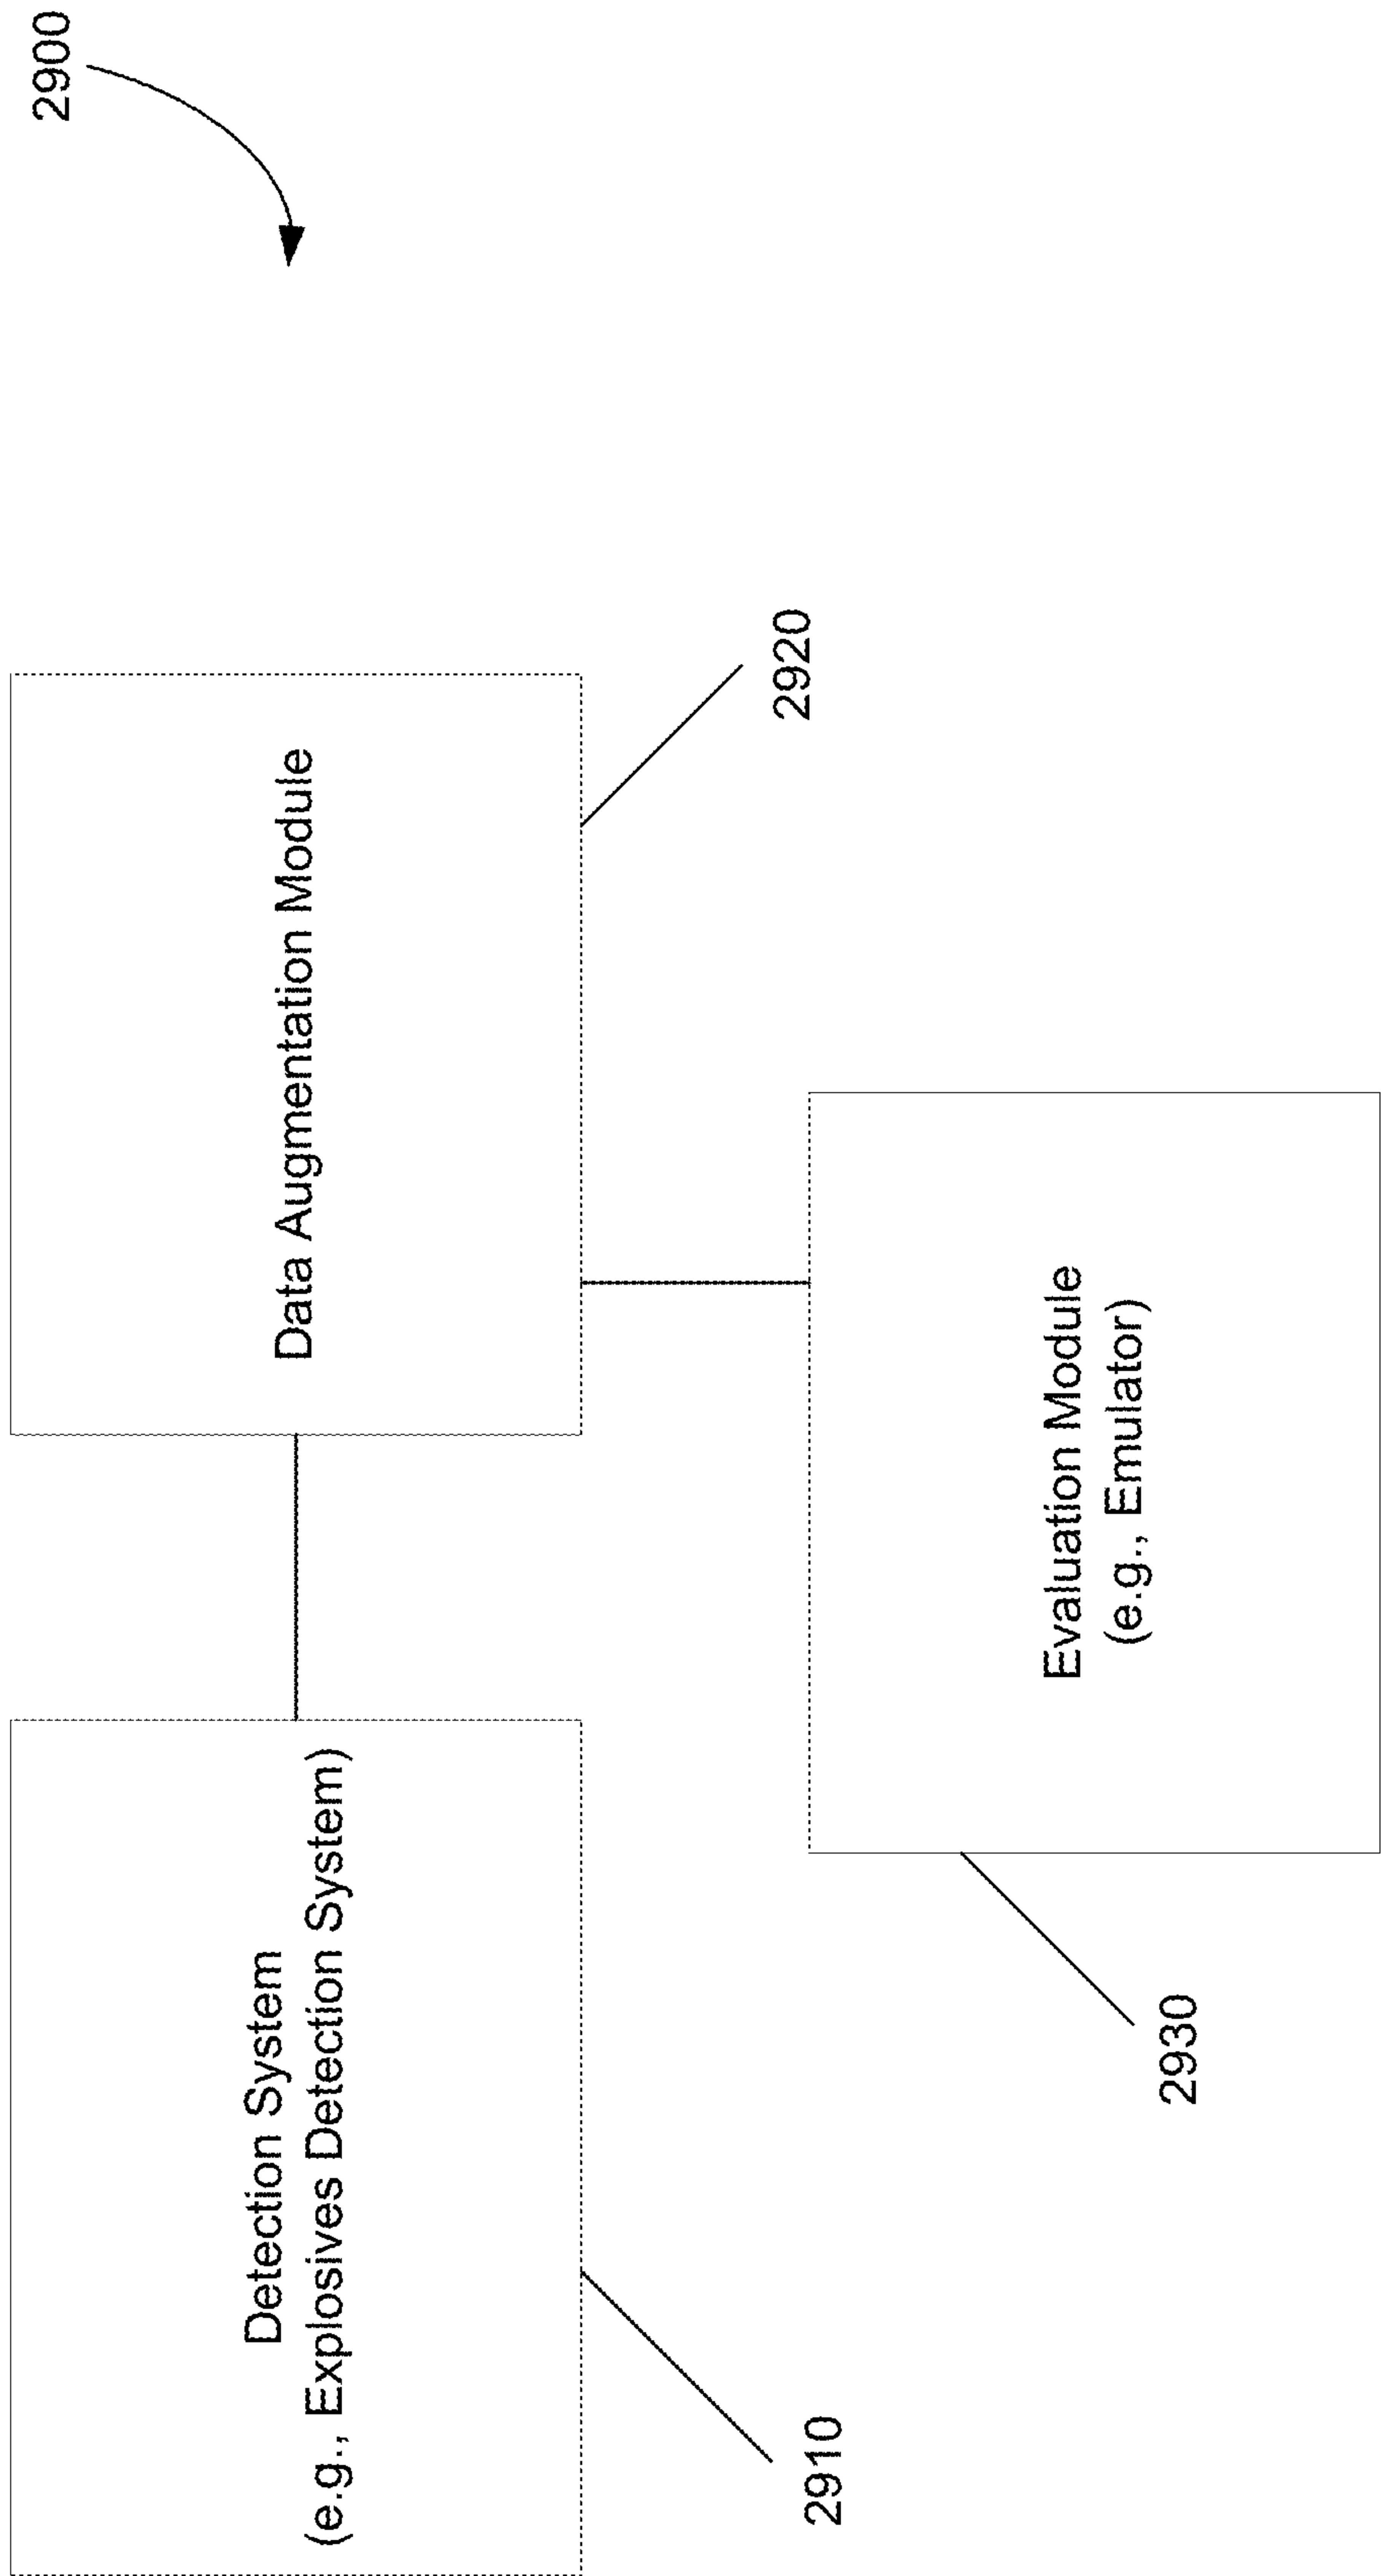 2900
Detection System
(e.g., Explosives Detection System)
Data Augmentation Module
2910
2920
Evaluation Module
(e.g., Emulator)
2930